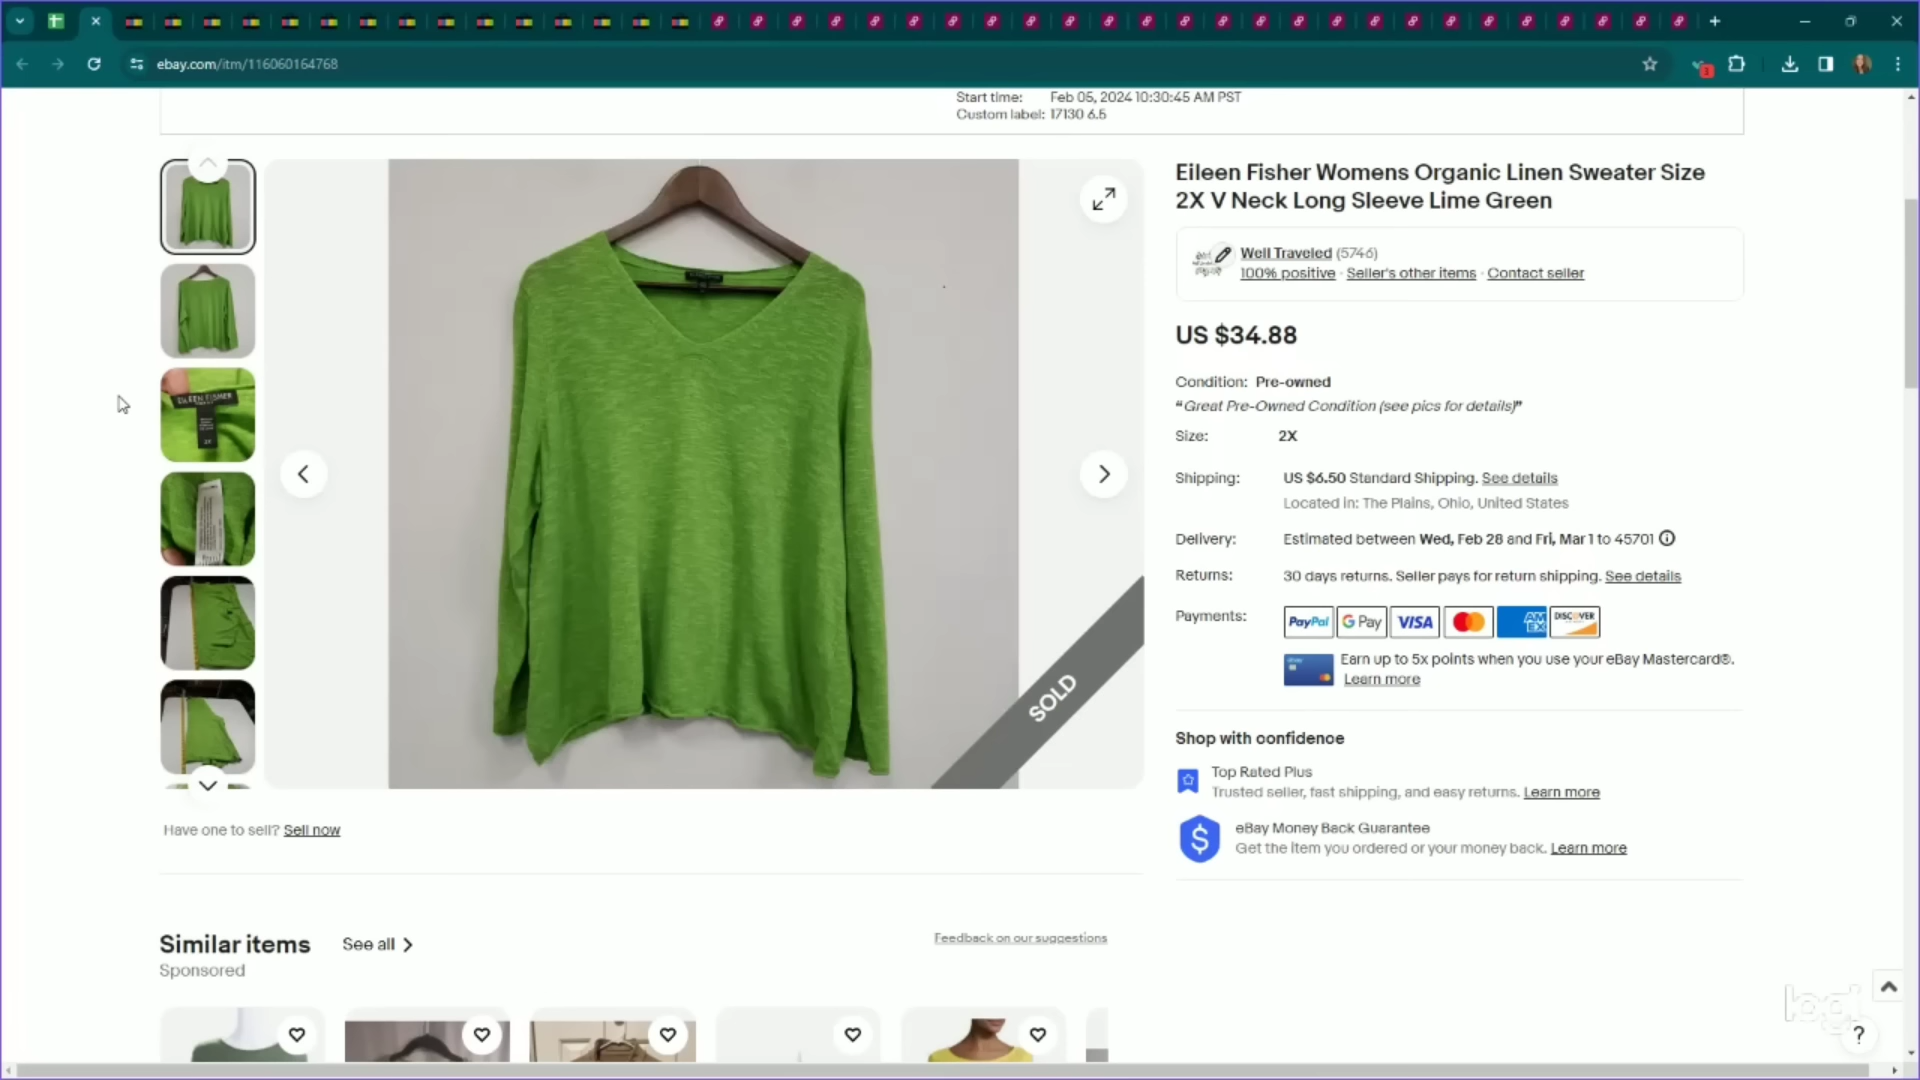 ebay.com/itm/116060164768
1
Start time: Feb 05, 2024 10:30:45 AM PST
Custom label: 17130 6.5
Eileen Fisher Womens Organic Linen Sweater Size
2X V Neck Long Sleeve Lime Green
Well Traveled (5746)
100% positive · Seller's other items · Contact seller
US $34.88
Condition: Pre-owned
“Great Pre-Owned Condition (see pics for details)”
Size: 2X
Shipping: US $6.50 Standard Shipping. See details
Located in: The Plains, Ohio, United States
Delivery: Estimated between Wed, Feb 28 and Fri, Mar 1 to 45701
Returns: 30 days returns. Seller pays for return shipping. See details
Payments: PayPal G Pay VISA AM EX DISCOVER
Earn up to 5x points when you use your eBay Mastercard®.
Learn more
Shop with confidence
Top Rated Plus
Trusted seller, fast shipping, and easy returns. Learn more
eBay Money Back Guarantee
Get the item you ordered or your money back. Learn more
EILEEN FISHER
SOLD
Have one to sell? Sell now
Similar items See all
Sponsored
Feedback on our suggestions
?